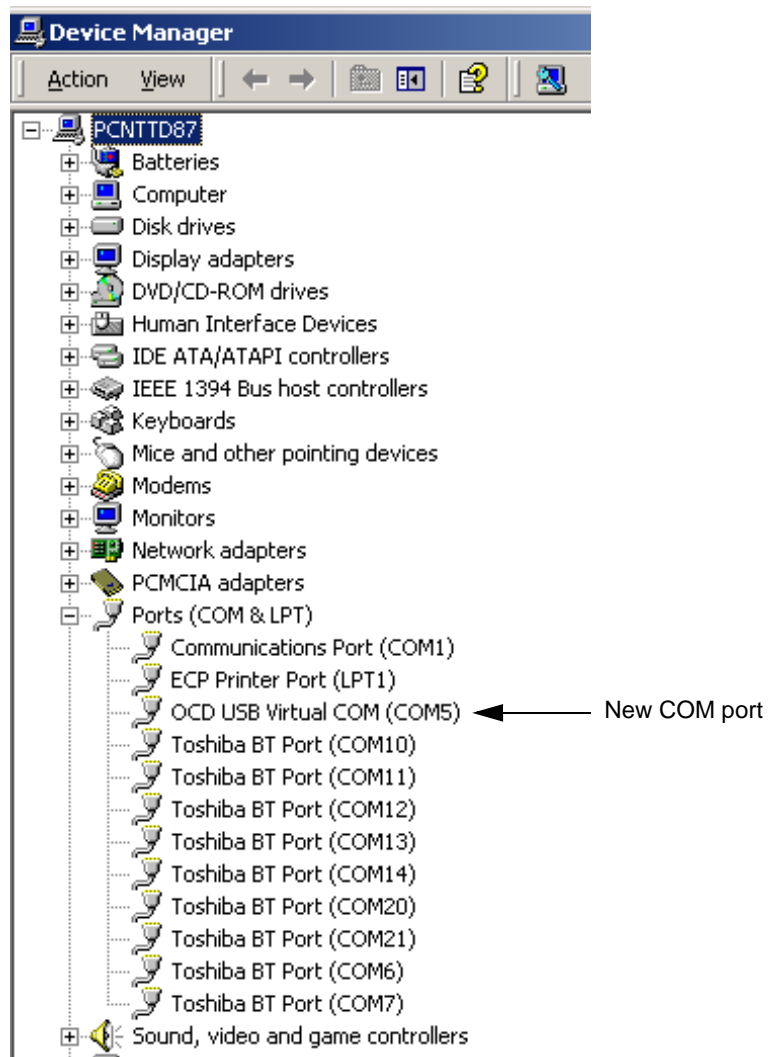 Device Manager
Action View
PCNTTD87
Batteries
Computer
Disk drives
Display adapters
DVD/CD-ROM drives
Human Interface Devices
IDE ATA/ATAPI controllers
IEEE 1394 Bus host controllers
Keyboards
Mice and other pointing devices
Modems
Monitors
Network adapters
PCMCIA adapters
Ports (COM & LPT)
Communications Port (COM1)
ECP Printer Port (LPT1)
OCD USB Virtual COM (COM5) New COM port
Toshiba BT Port (COM10)
Toshiba BT Port (COM11)
Toshiba BT Port (COM12)
Toshiba BT Port (COM13)
Toshiba BT Port (COM14)
Toshiba BT Port (COM20)
Toshiba BT Port (COM21)
Toshiba BT Port (COM6)
Toshiba BT Port (COM7)
Sound, video and game controllers